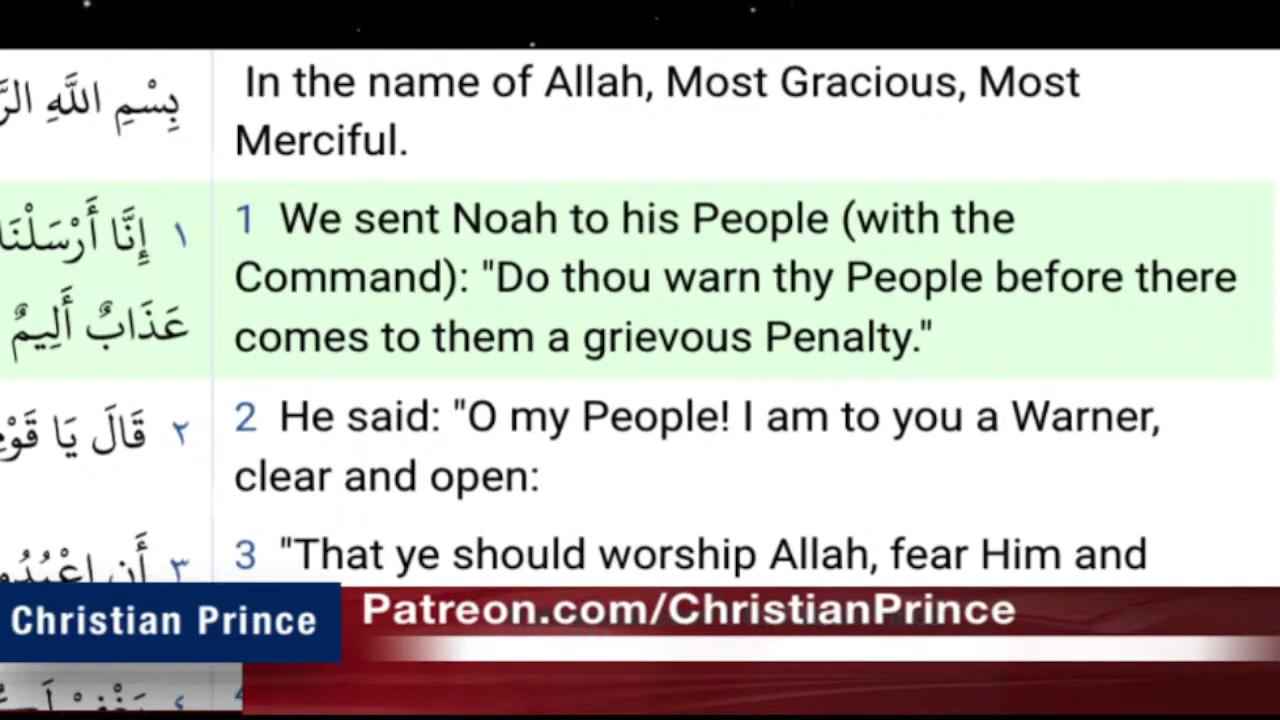 بِسْمِ اللَّهِ
In the name of Allah, Most Gracious, Most
Merciful.
١ إِنَّا أَرْسَلْنَا
عَذَابٌ أَلِيمٌ
1 We sent Noah to his People (with the
Command): "Do thou warn thy People before there
comes to them a grievous Penalty."
٢ قَالَ يَا
2 He said: "O my People! I am to you a Warner,
clear and open:
٣ أَنِ
3 "That ye should worship Allah, fear Him and
Christian Prince
Patreon.com/ChristianPrince